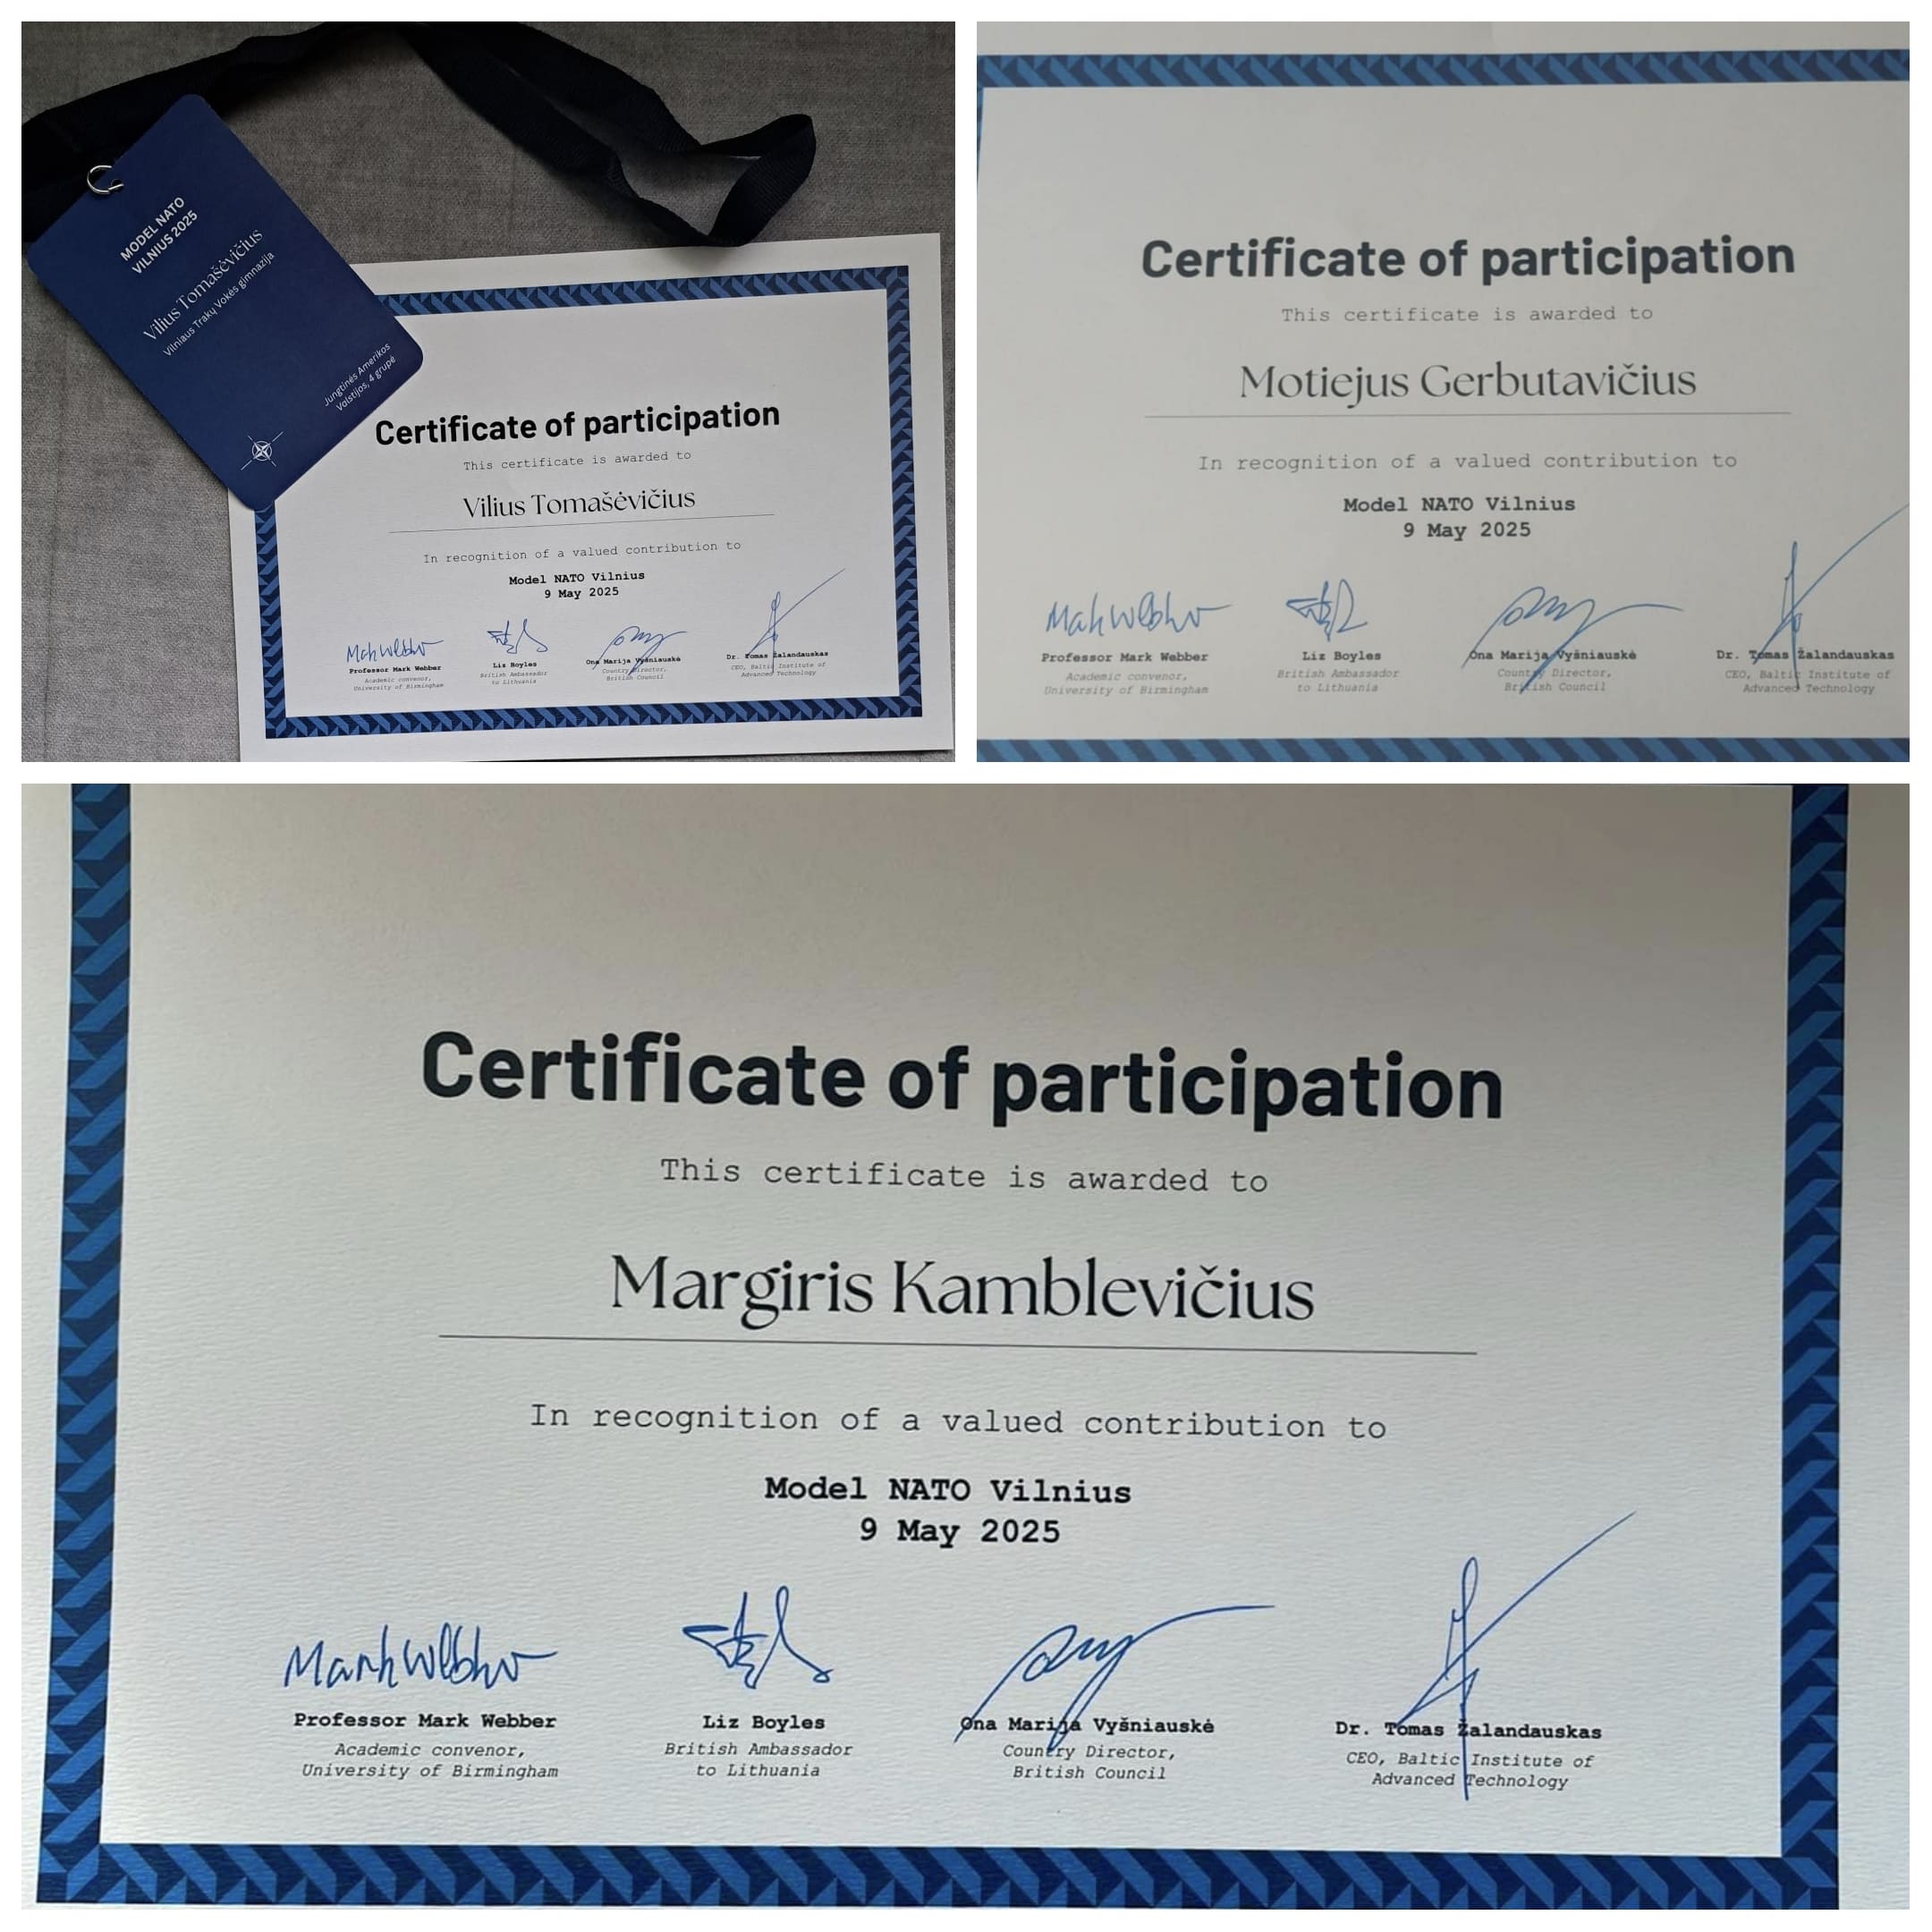 MODEL NATO
VILNIUS 2025
Vilius Tomašėvičius
Vilniaus Trakų Vokės gimnazija
Jungtinės Amerikos
Valstijos, 4 grupė
Certificate of participation
This certificate is awarded to
Vilius Tomašėvičius
In recognition of a valued contribution to
Model NATO Vilnius
9 May 2025
Professor Mark Webber
Academic convenor,
University of Birmingham
Liz Boyles
British Ambassador
to Lithuania
Ona Marija Vyšniauskė
Country Director,
British Council
Dr. Tomas Žalandauskas
CEO, Baltic Institute of
Advanced Technology
Certificate of participation
This certificate is awarded to
Motiejus Gerbutavičius
In recognition of a valued contribution to
Model NATO Vilnius
9 May 2025
Professor Mark Webber
Academic convenor,
University of Birmingham
Liz Boyles
British Ambassador
to Lithuania
Ona Marija Vyšniauskė
Country Director,
British Council
Dr. Tomas Žalandauskas
CEO, Baltic Institute of
Advanced Technology
Certificate of participation
This certificate is awarded to
Margiris Kamblevičius
In recognition of a valued contribution to
Model NATO Vilnius
9 May 2025
Professor Mark Webber
Academic convenor,
University of Birmingham
Liz Boyles
British Ambassador
to Lithuania
Ona Marija Vyšniauskė
Country Director,
British Council
Dr. Tomas Žalandauskas
CEO, Baltic Institute of
Advanced Technology